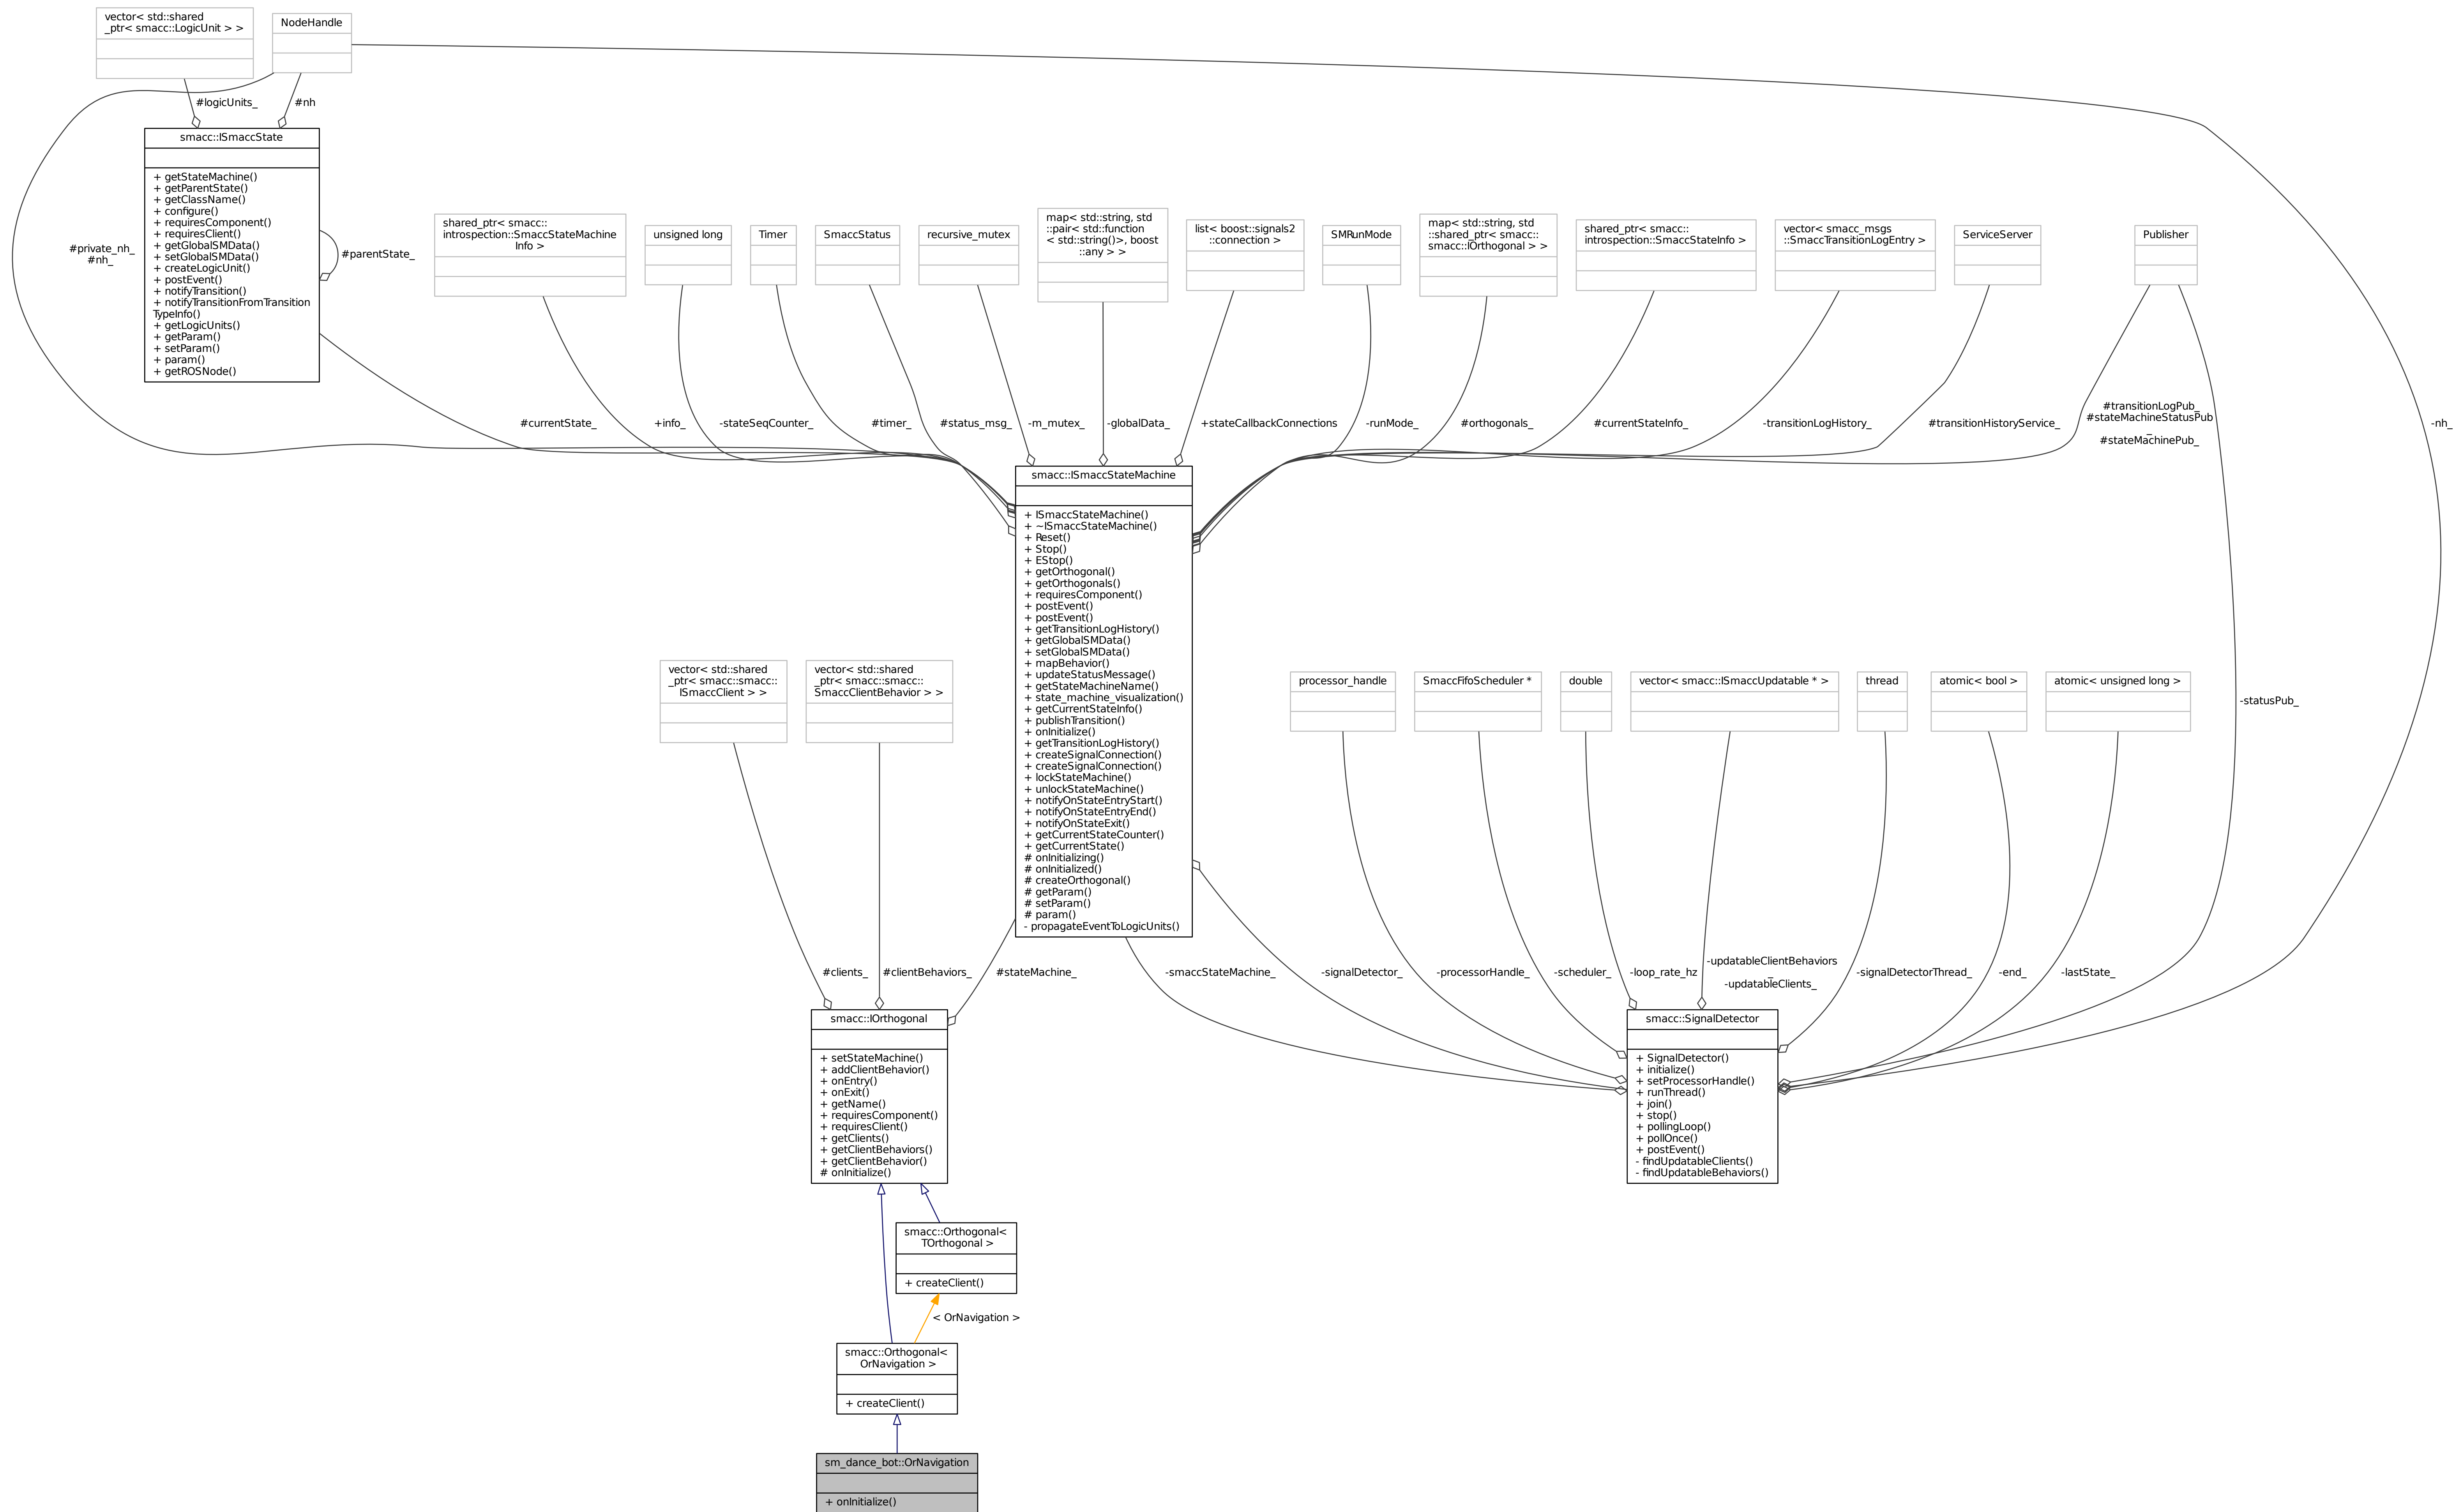 vector< std::shared
_ptr< smacc::LogicUnit > >
NodeHandle
#logicUnits_
#nh
smacc::ISmaccState
+ getStateMachine()
+ getParentState()
+ getClassName()
+ configure()
+ requiresComponent()
+ requiresClient()
+ getGlobalSMData()
+ setGlobalSMData()
+ createLogicUnit()
+ postEvent()
+ notifyTransition()
+ notifyTransitionFromTransition
TypeInfo()
+ getLogicUnits()
+ getParam()
+ setParam()
+ param()
+ getROSNode()
#private_nh_
#nh_
#parentState_
shared_ptr< smacc::
introspection::SmaccStateMachine
Info >
unsigned long
Timer
SmaccStatus
recursive_mutex
map< std::string, std
::pair< std::function
< std::string()>, boost
::any > >
list< boost::signals2
::connection >
SMRunMode
map< std::string, std
::shared_ptr< smacc::
smacc::IOrthogonal > >
shared_ptr< smacc::
introspection::SmaccStateInfo >
vector< smacc_msgs
::SmaccTransitionLogEntry >
ServiceServer
Publisher
#currentState_
+info_
-stateSeqCounter_
#timer_
#status_msg_
-m_mutex_
-globalData_
+stateCallbackConnections
-runMode_
#orthogonals_
#currentStateInfo_
-transitionLogHistory_
#transitionHistoryService_
#transitionLogPub_
#stateMachineStatusPub
_
#stateMachinePub_
-nh_
smacc::ISmaccStateMachine
+ ISmaccStateMachine()
+ ~ISmaccStateMachine()
+ Reset()
+ Stop()
+ EStop()
+ getOrthogonal()
+ getOrthogonals()
+ requiresComponent()
+ postEvent()
+ postEvent()
+ getTransitionLogHistory()
+ getGlobalSMData()
+ setGlobalSMData()
+ mapBehavior()
+ updateStatusMessage()
+ getStateMachineName()
+ state_machine_visualization()
+ getCurrentStateInfo()
+ publishTransition()
+ onInitialize()
+ getTransitionLogHistory()
+ createSignalConnection()
+ createSignalConnection()
+ lockStateMachine()
+ unlockStateMachine()
+ notifyOnStateEntryStart()
+ notifyOnStateEntryEnd()
+ notifyOnStateExit()
+ getCurrentStateCounter()
+ getCurrentState()
# onInitializing()
# onInitialized()
# createOrthogonal()
# getParam()
# setParam()
# param()
- propagateEventToLogicUnits()
vector< std::shared
_ptr< smacc::smacc::
ISmaccClient > >
vector< std::shared
_ptr< smacc::smacc::
SmaccClientBehavior > >
processor_handle
SmaccFifoScheduler *
double
vector< smacc::ISmaccUpdatable * >
thread
atomic< bool >
atomic< unsigned long >
-statusPub_
#clients_
#clientBehaviors_
#stateMachine_
-smaccStateMachine_
-signalDetector_
-processorHandle_
-scheduler_
-loop_rate_hz
-updatableClientBehaviors
_
-updatableClients_
-signalDetectorThread_
-end_
-lastState_
smacc::IOrthogonal
+ setStateMachine()
+ addClientBehavior()
+ onEntry()
+ onExit()
+ getName()
+ requiresComponent()
+ requiresClient()
+ getClients()
+ getClientBehaviors()
+ getClientBehavior()
# onInitialize()
smacc::SignalDetector
+ SignalDetector()
+ initialize()
+ setProcessorHandle()
+ runThread()
+ join()
+ stop()
+ pollingLoop()
+ pollOnce()
+ postEvent()
- findUpdatableClients()
- findUpdatableBehaviors()
smacc::Orthogonal<
TOrthogonal >
+ createClient()
< OrNavigation >
smacc::Orthogonal<
OrNavigation >
+ createClient()
sm_dance_bot::OrNavigation
+ onInitialize()